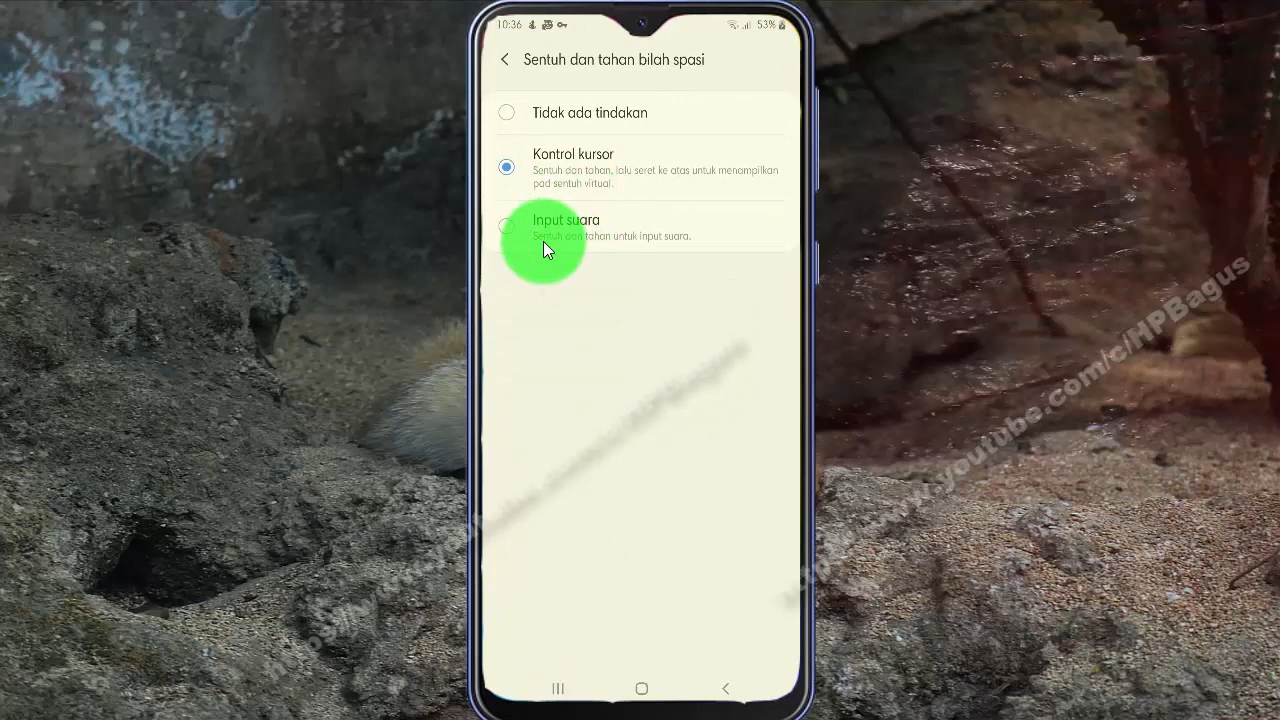 10:36
53%
Sentuh dan tahan bilah spasi
Tidak ada tindakan
Kontrol kursor
Sentuh dan tahan, lalu seret ke atas untuk menampilkan
pad sentuh virtual.
Input suara
Sentuh dan tahan untuk input suara.
www.youtube.com/c/HPBagus